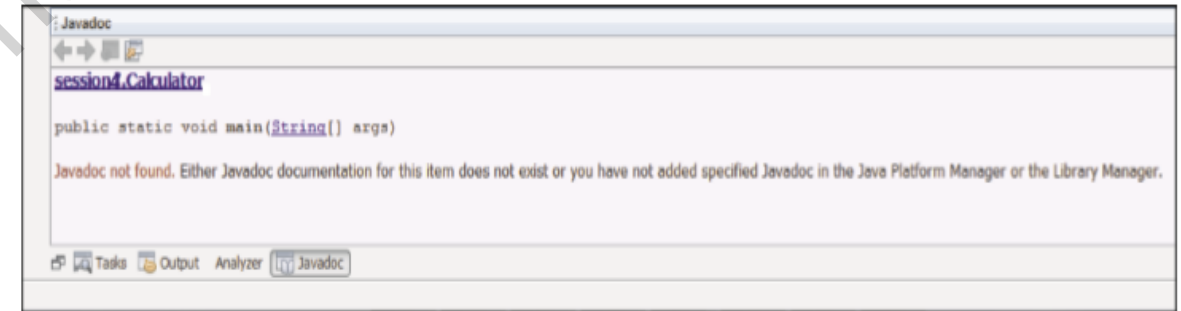 Javadoc
session4.Calculator
public static void main(String[] args)
Javadoc not found. Either Javadoc documentation for this item does not exist or you have not added specified Javadoc in the Java Platform Manager or the Library Manager.
Tasks Output Analyzer Javadoc